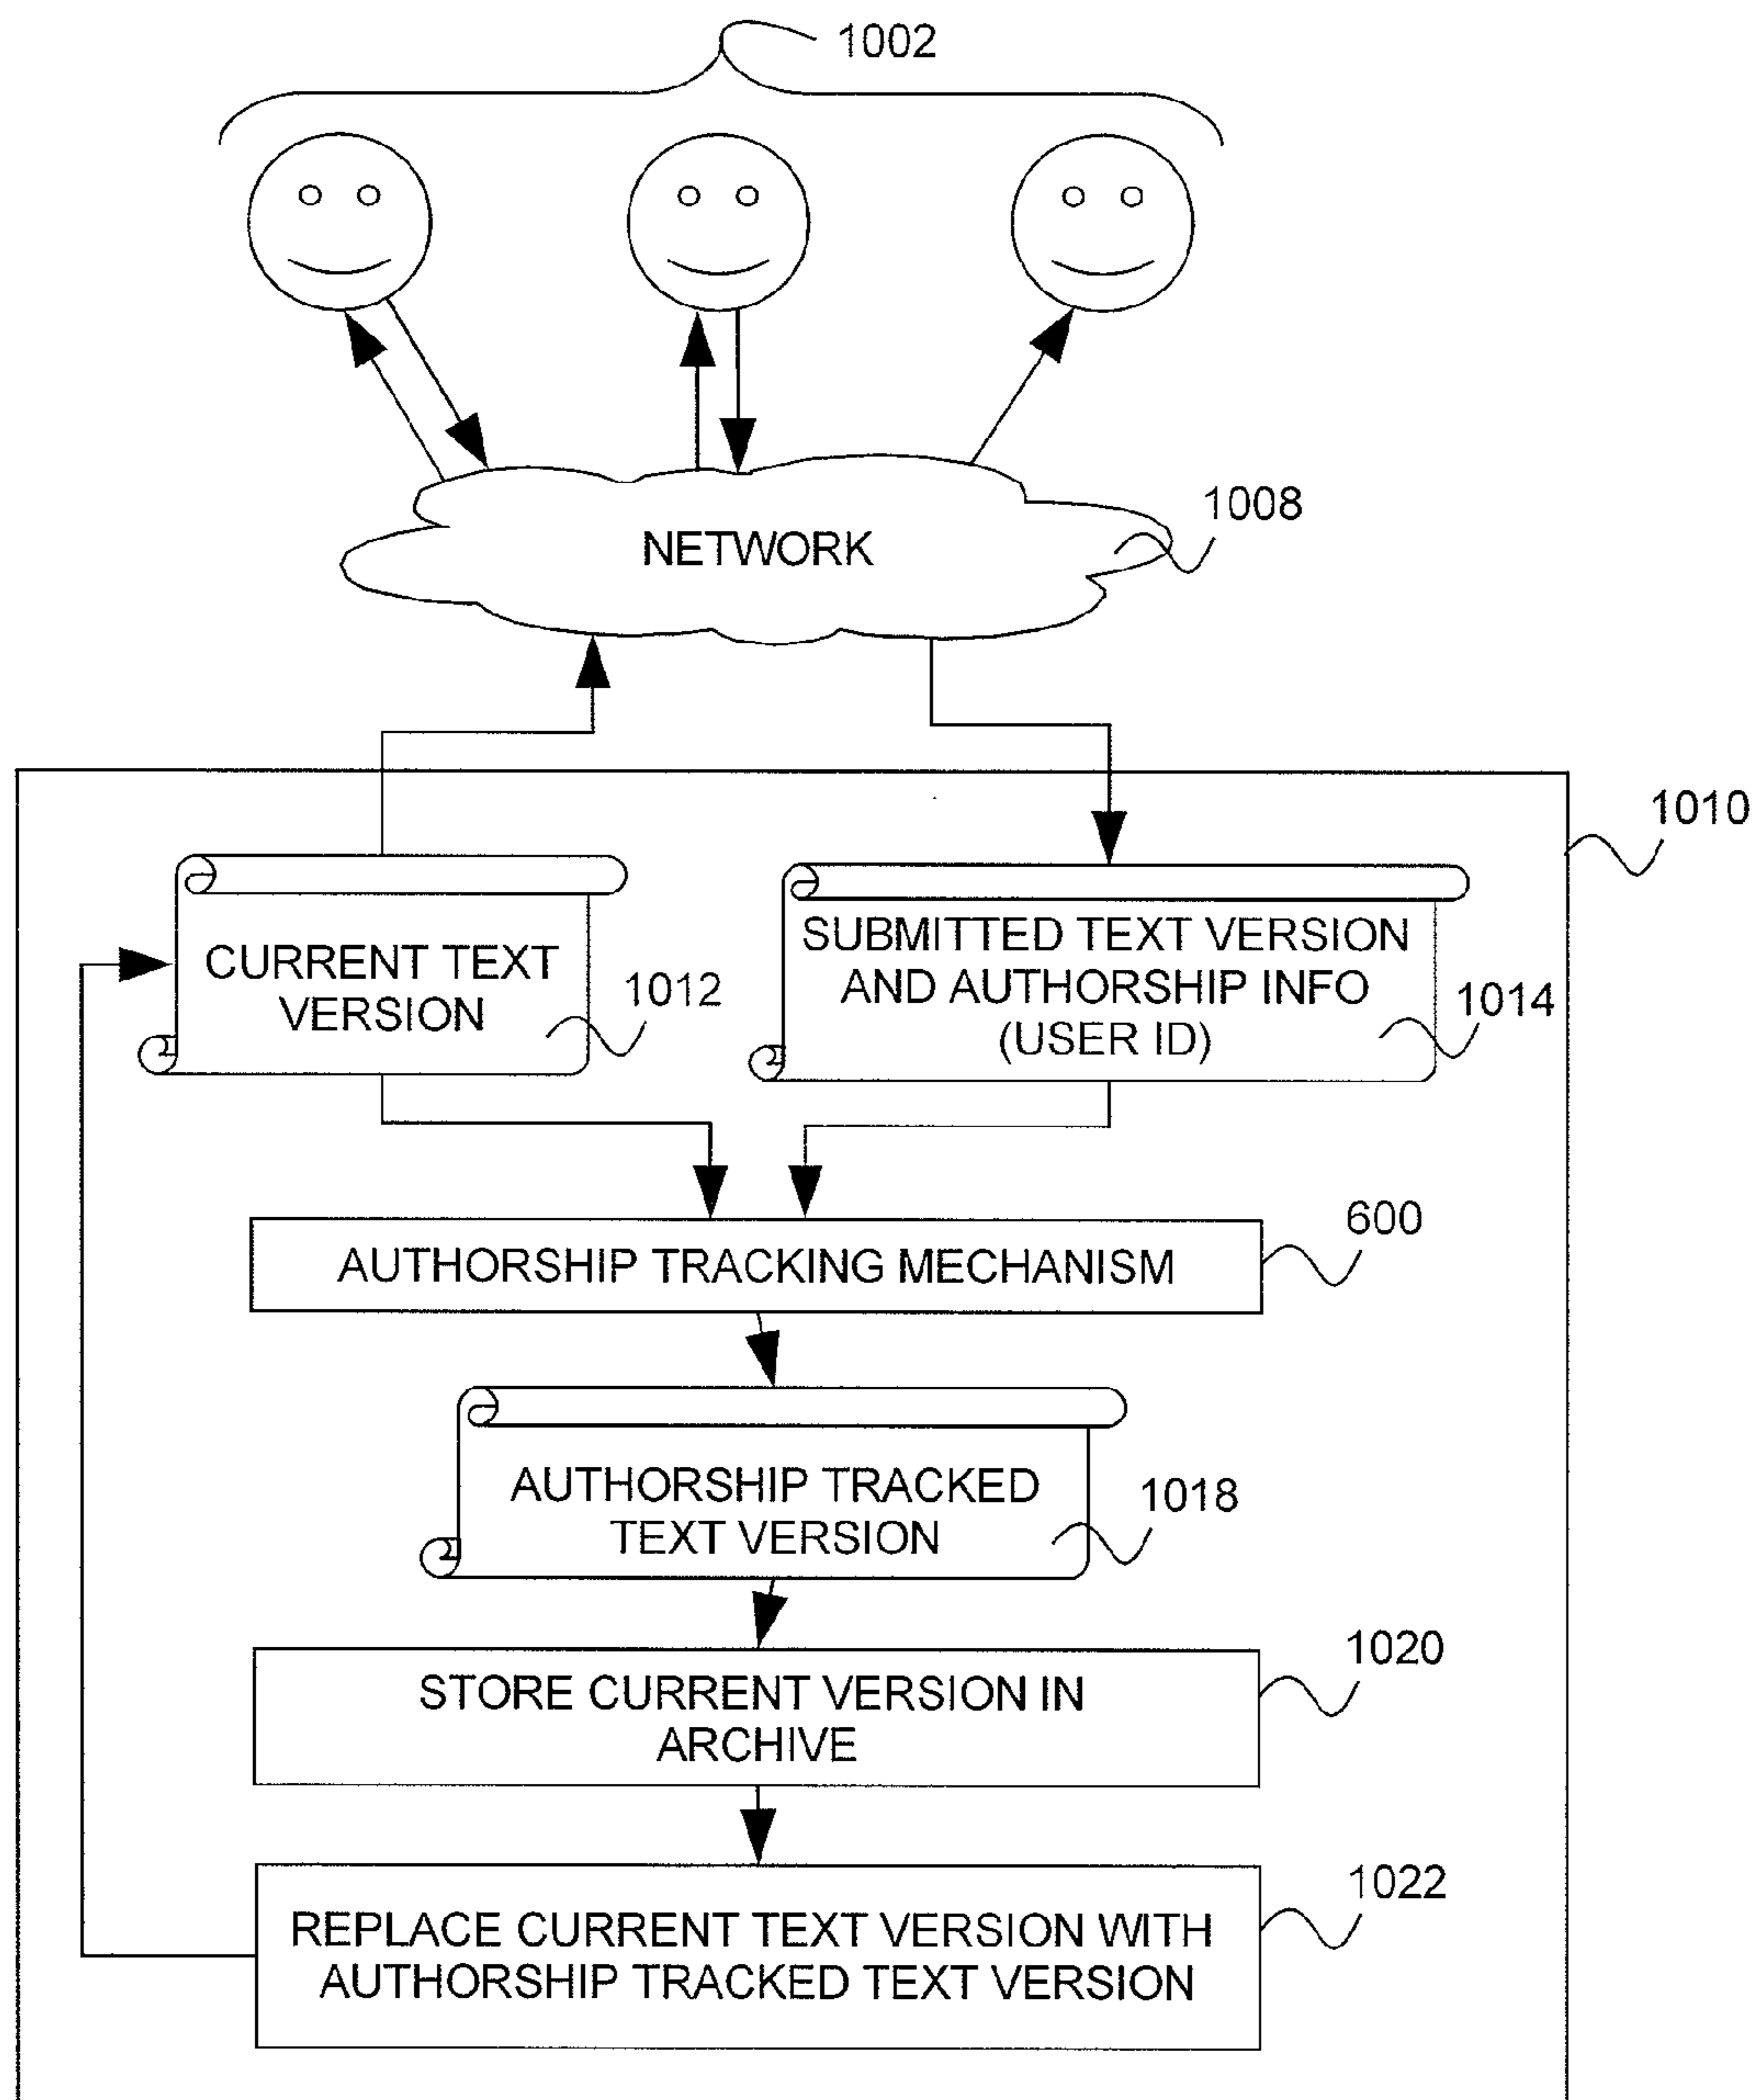 1002
NETWORK
1008
1010
CURRENT TEXT
VERSION
1012
SUBMITTED TEXT VERSION
AND AUTHORSHIP INFO
(USER ID)
1014
AUTHORSHIP TRACKING MECHANISM
600
AUTHORSHIP TRACKED
TEXT VERSION
1018
STORE CURRENT VERSION IN
ARCHIVE
1020
REPLACE CURRENT TEXT VERSION WITH
AUTHORSHIP TRACKED TEXT VERSION
1022